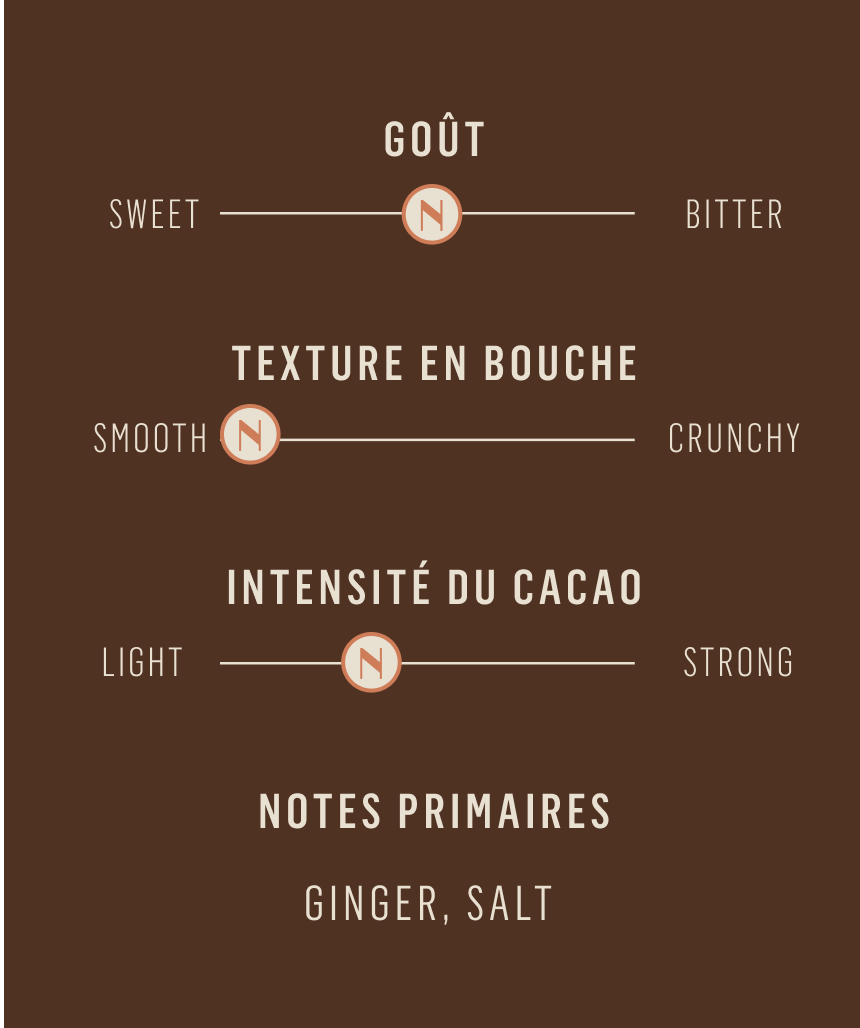 GOÛT
SWEET N BITTER
TEXTURE EN BOUCHE
SMOOTH N CRUNCHY
INTENSITÉ DU CACAO
LIGHT N STRONG
NOTES PRIMAIRES
GINGER, SALT